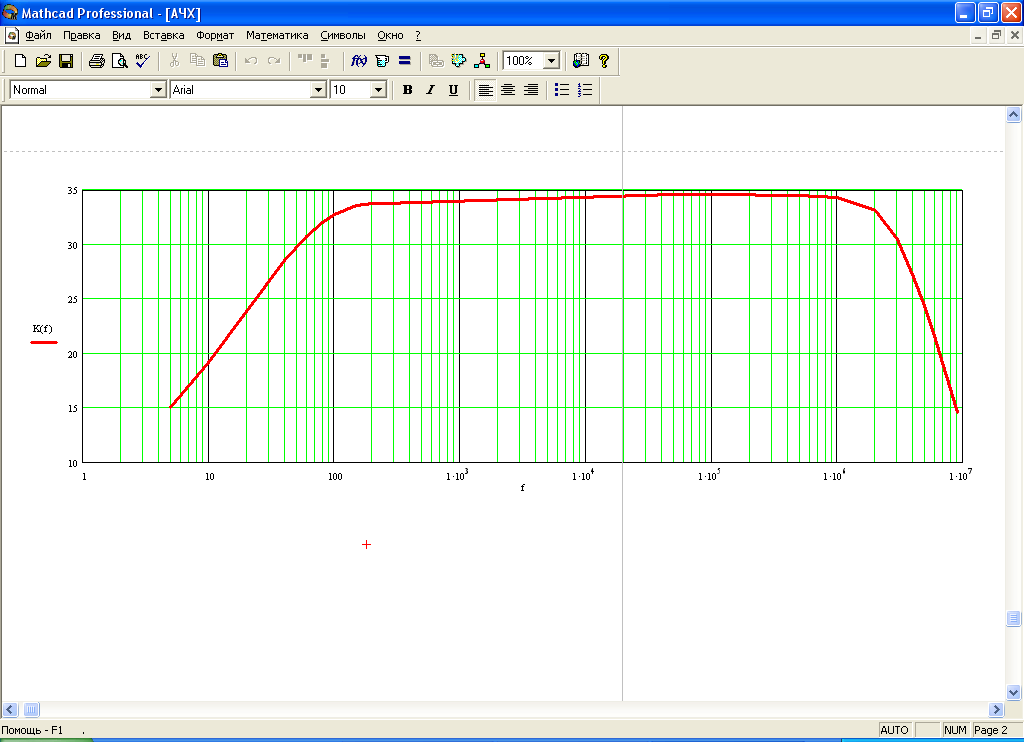 Mathcad Professional - [АЧХ]
Файл Правка Вид Вставка Формат Математика Символы Окно ?
ABC f(x) 100% ?
Normal Arial 10 B I U
35
30
25
K(f)
20
15
10
1 10 100 1·10³ 1·10⁴ 1·10⁵ 1·10⁶ 1·10⁷
f
Помощь - F1 . AUTO NUM Page 2